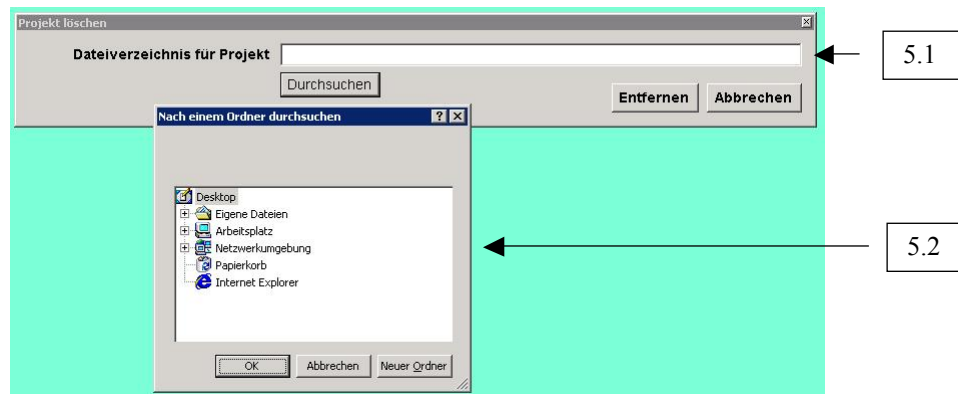 Projekt löschen
Dateiverzeichnis für Projekt
5.1
Durchsuchen
Entfernen Abbrechen
Nach einem Ordner durchsuchen
Desktop
Eigene Dateien
Arbeitsplatz
Netzwerkumgebung
5.2
Papierkorb
Internet Explorer
OK Abbrechen Neuer Ordner